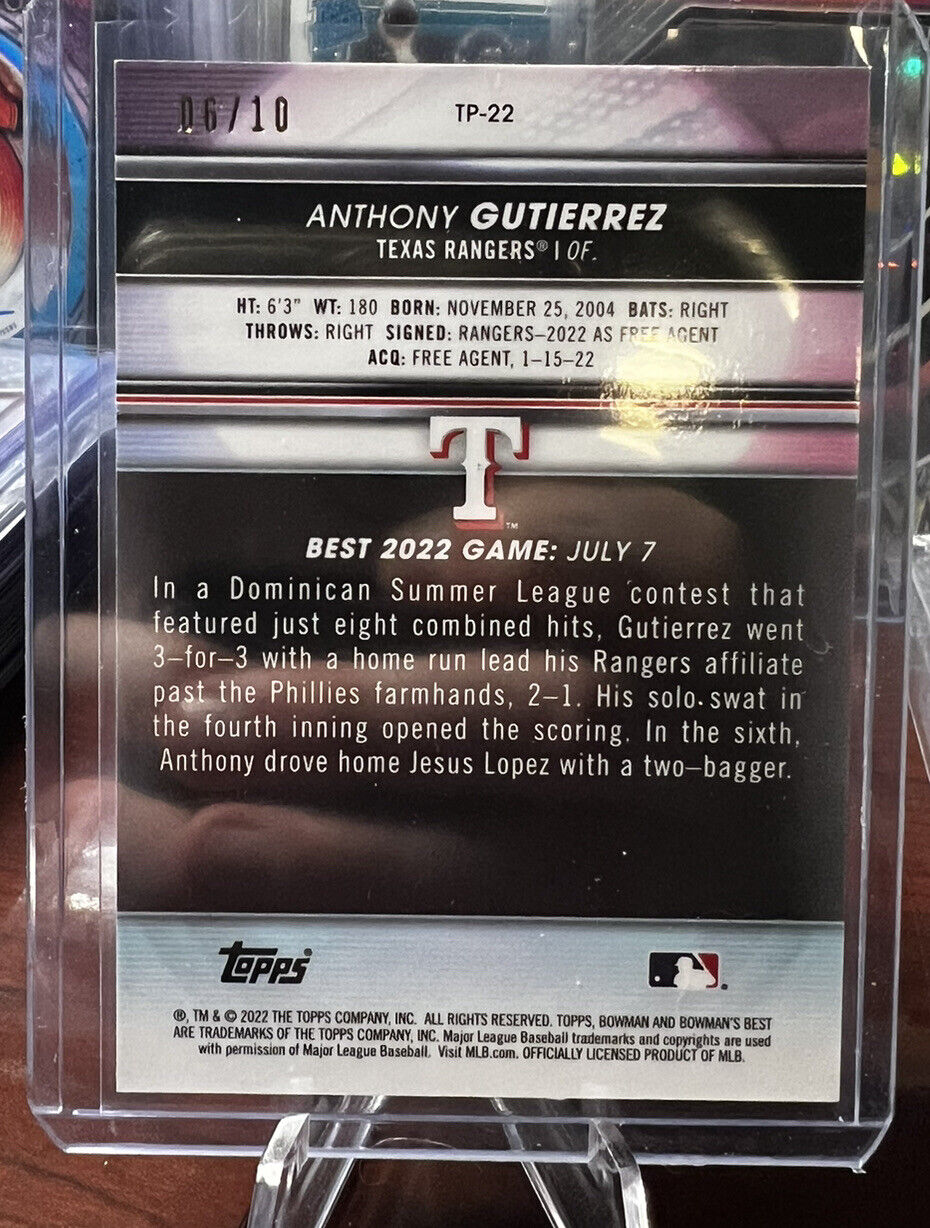 06/10
TP-22
ANTHONY GUTIERREZ
TEXAS RANGERS® | OF.
HT: 6'3" WT: 180 BORN: NOVEMBER 25, 2004 BATS: RIGHT
THROWS: RIGHT SIGNED: RANGERS–2022 AS FREE AGENT
ACQ: FREE AGENT, 1–15–22
T
™
BEST 2022 GAME: JULY 7
In a Dominican Summer League contest that
featured just eight combined hits, Gutierrez went
3–for–3 with a home run lead his Rangers affiliate
past the Phillies farmhands, 2–1. His solo swat in
the fourth inning opened the scoring. In the sixth,
Anthony drove home Jesus Lopez with a two–bagger.
topps®
®, TM & © 2022 THE TOPPS COMPANY, INC. ALL RIGHTS RESERVED. TOPPS, BOWMAN AND BOWMAN'S BEST
ARE TRADEMARKS OF THE TOPPS COMPANY, INC. Major League Baseball trademarks and copyrights are used
with permission of Major League Baseball. Visit MLB.com. OFFICIALLY LICENSED PRODUCT OF MLB.